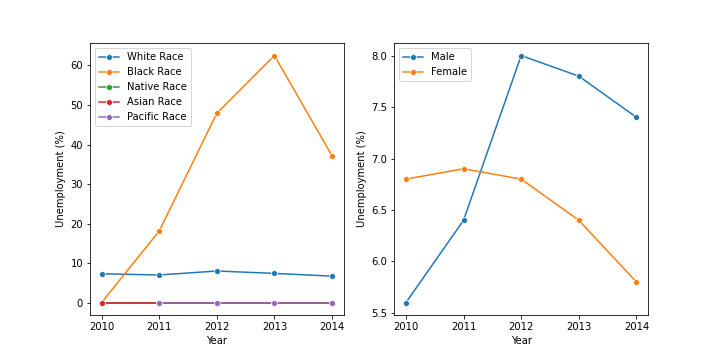 White Race
Black Race
Native Race
Asian Race
Pacific Race
Unemployment (%)
60
50
40
30
20
10
0
2010 2011 2012 2013 2014
Year
Male
Female
Unemployment (%)
8.0
7.5
7.0
6.5
6.0
5.5
2010 2011 2012 2013 2014
Year